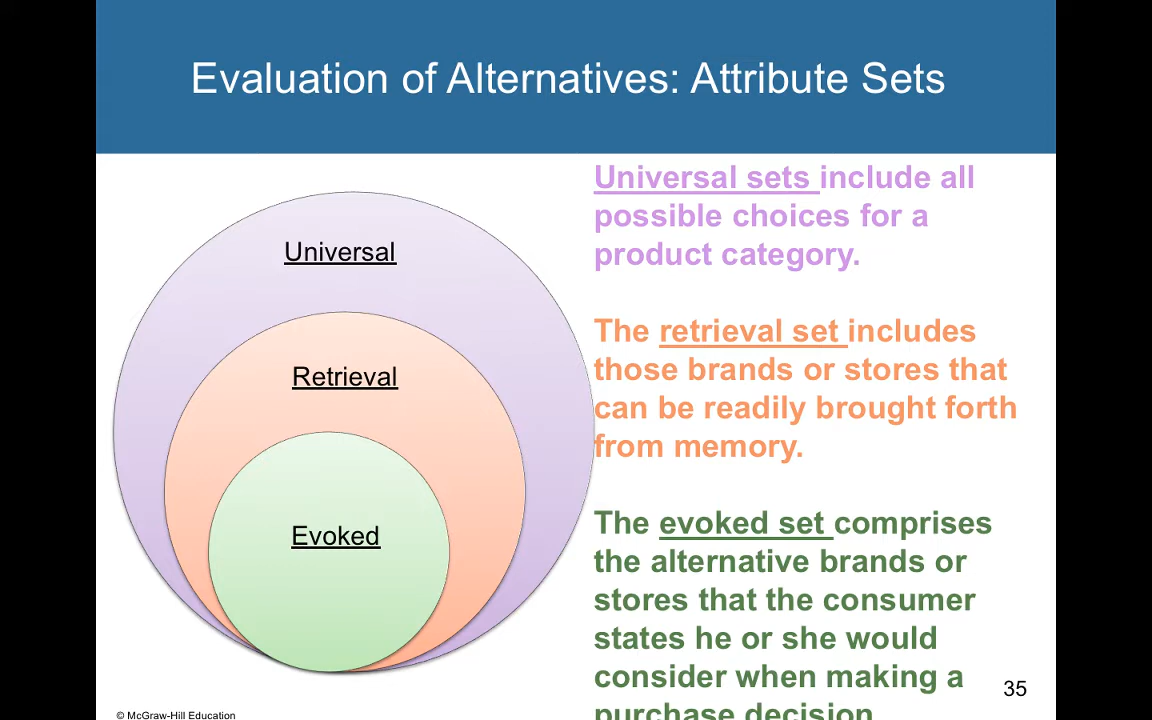 Evaluation of Alternatives: Attribute Sets
Universal
Retrieval
Evoked
Universal sets include all
possible choices for a
product category.
The retrieval set includes
those brands or stores that
can be readily brought forth
from memory.
The evoked set comprises
the alternative brands or
stores that the consumer
states he or she would
consider when making a
purchase decision
35
© McGraw-Hill Education